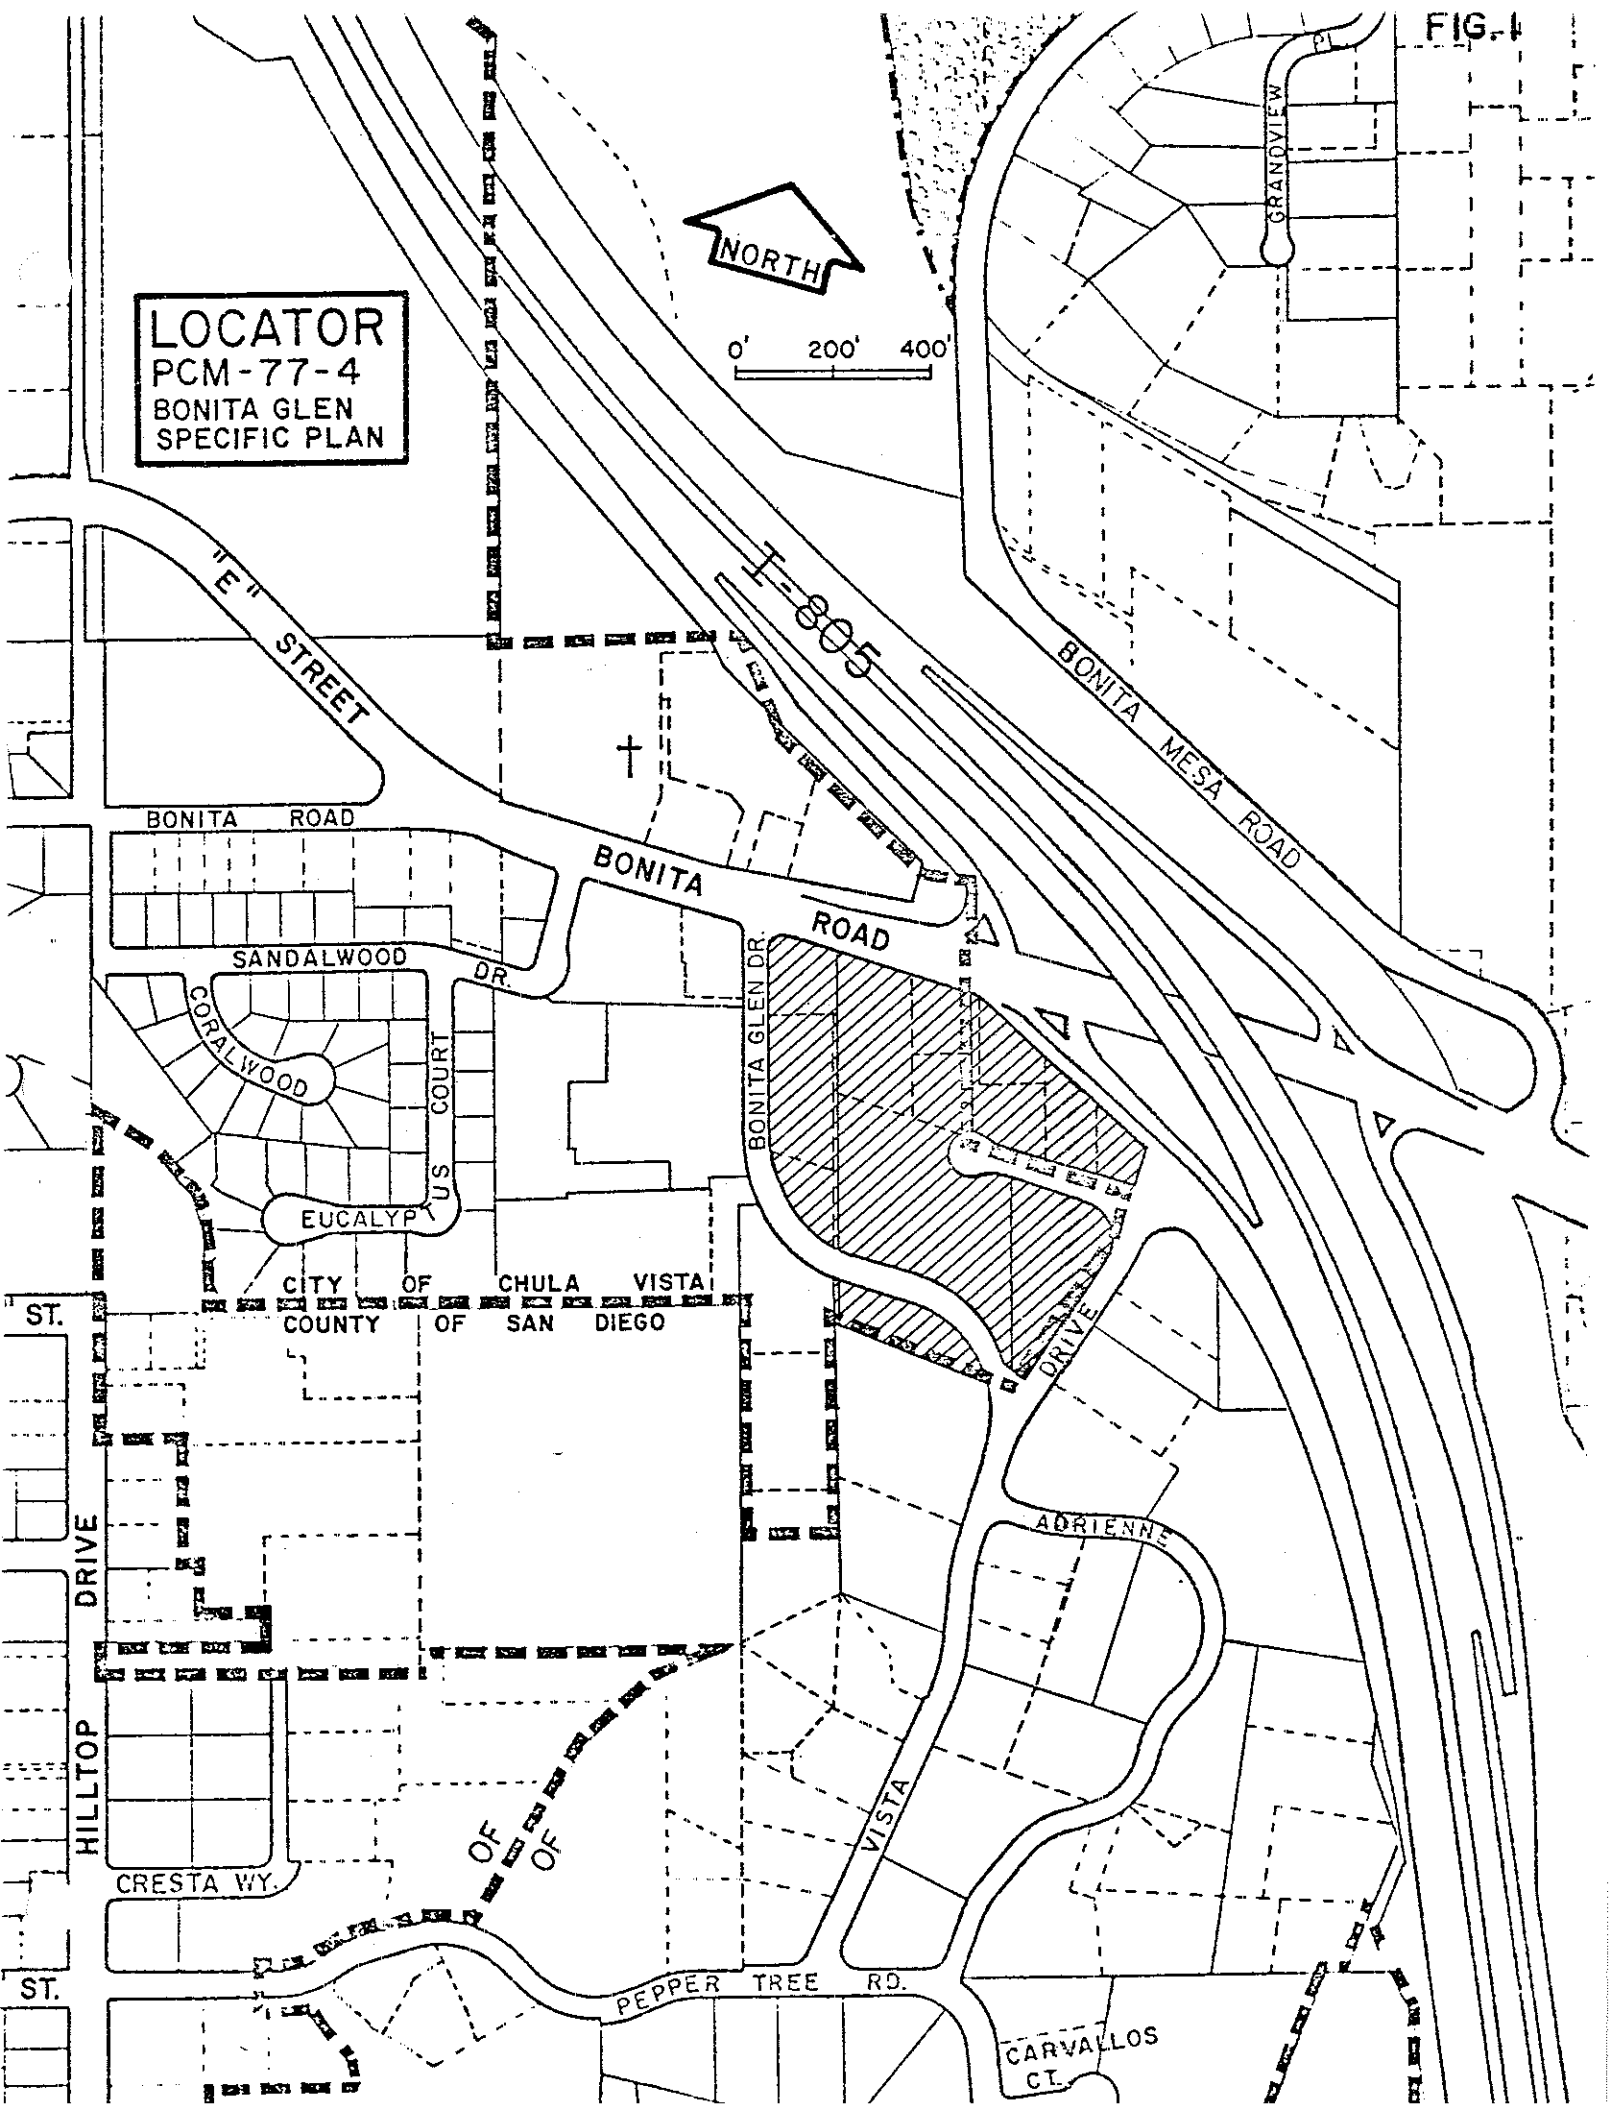 FIG. 1
PL
GRANDVIEW
NORTH
LOCATOR
PCM-77-4
BONITA GLEN
SPECIFIC PLAN
0' 200' 400'
"E" STREET
I-805
BONITA MESA ROAD
BONITA ROAD
BONITA ROAD
SANDALWOOD DR.
CORALWOOD
EUCALYPTUS COURT
BONITA GLEN DR.
CITY OF CHULA VISTA
COUNTY OF SAN DIEGO
ST.
DRIVE
HILLTOP DRIVE
ADRIENNE
VISTA
OF
OF
CRESTA WY.
ST.
PEPPER TREE RD.
CARVALLOS
CT.